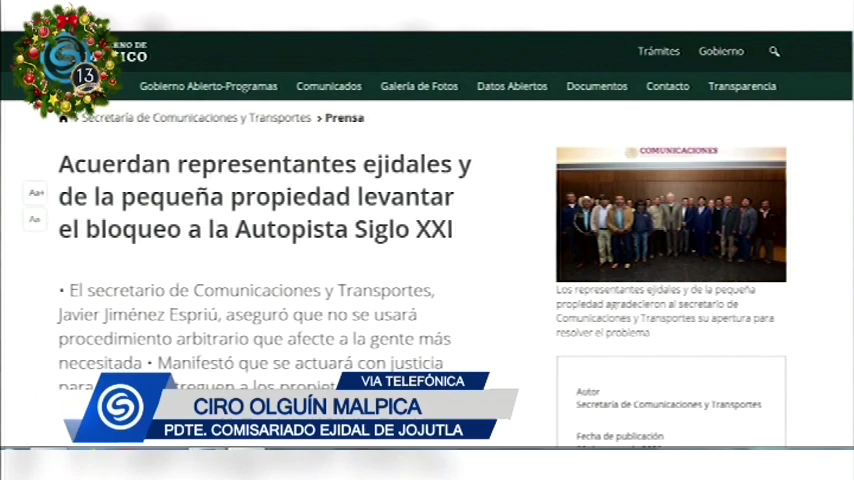 13
RNO DE
ICO
Trámites Gobierno
Gobierno Abierto-Programas Comunicados Galería de Fotos Datos Abiertos Documentos Contacto Transparencia
Secretaría de Comunicaciones y Transportes > Prensa
Acuerdan representantes ejidales y
de la pequeña propiedad levantar
el bloqueo a la Autopista Siglo XXI
Aa+
Aa
• El secretario de Comunicaciones y Transportes,
Javier Jiménez Espriú, aseguró que no se usará
procedimiento arbitrario que afecte a la gente más
necesitada • Manifestó que se actuará con justicia
COMUNICACIONES
Los representantes ejidales y de la pequeña
propiedad agradecieron al secretario de
Comunicaciones y Transportes su apertura para
resolver el problema
Autor
Secretaría de Comunicaciones y Transportes
Fecha de publicación
VIA TELEFÓNICA
CIRO OLGUÍN MALPICA
PDTE. COMISARIADO EJIDAL DE JOJUTLA